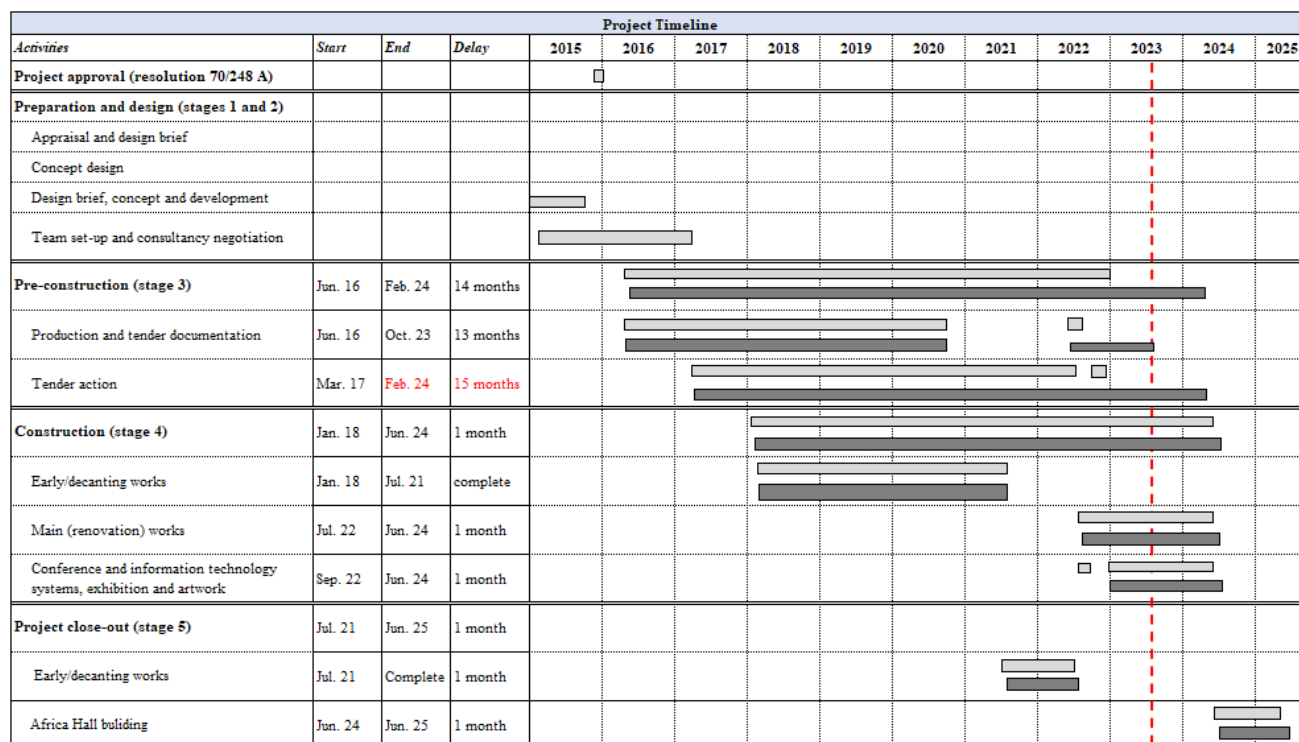 Project Timeline
Activities Start End Delay 2015 2016 2017 2018 2019 2020 2021 2022 2023 2024 2025
Project approval (resolution 70/248 A)
Preparation and design (stages 1 and 2)
Appraisal and design brief
Concept design
Design brief, concept and development
Team set-up and consultancy negotiation
Pre-construction (stage 3) Jun. 16 Feb. 24 14 months
Production and tender documentation Jun. 16 Oct. 23 13 months
Tender action Mar. 17 Feb. 24 15 months
Construction (stage 4) Jan. 18 Jun. 24 1 month
Early/decanting works Jan. 18 Jul. 21 complete
Main (renovation) works Jul. 22 Jun. 24 1 month
Conference and information technology
systems, exhibition and artwork Sep. 22 Jun. 24 1 month
Project close-out (stage 5) Jul. 21 Jun. 25 1 month
Early/decanting works Jul. 21 Complete 1 month
Africa Hall buliding Jun. 24 Jun. 25 1 month